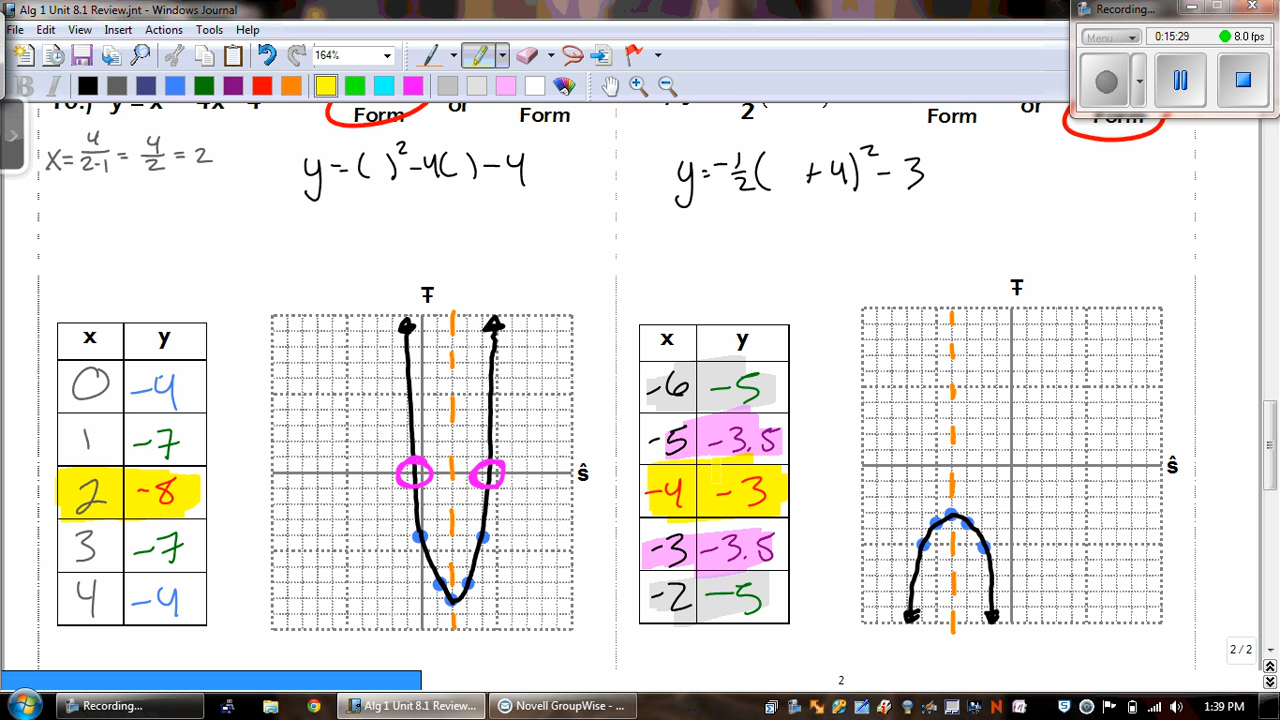 Alg 1 Unit 8.1 Review.jnt - Windows Journal
Recording...
File Edit View Insert Actions Tools Help
Menu
0:15:29
8.0 fps
164%
Form
or
Form
2
Form
or
Form
x = 4/2·1 = 4/2 = 2
y = ( )² - 4( ) - 4
y = -1/2( + 4)² - 3
x y
0 -4
1 -7
2 -8
3 -7
4 -4
x y
-6 -5
-5 -3.5
-4 -3
-3 -3.5
-2 -5
Ŧ
ŝ
Ŧ
ŝ
2 / 2
2
Recording...
Alg 1 Unit 8.1 Revie...
Novell GroupWise - ...
1:39 PM